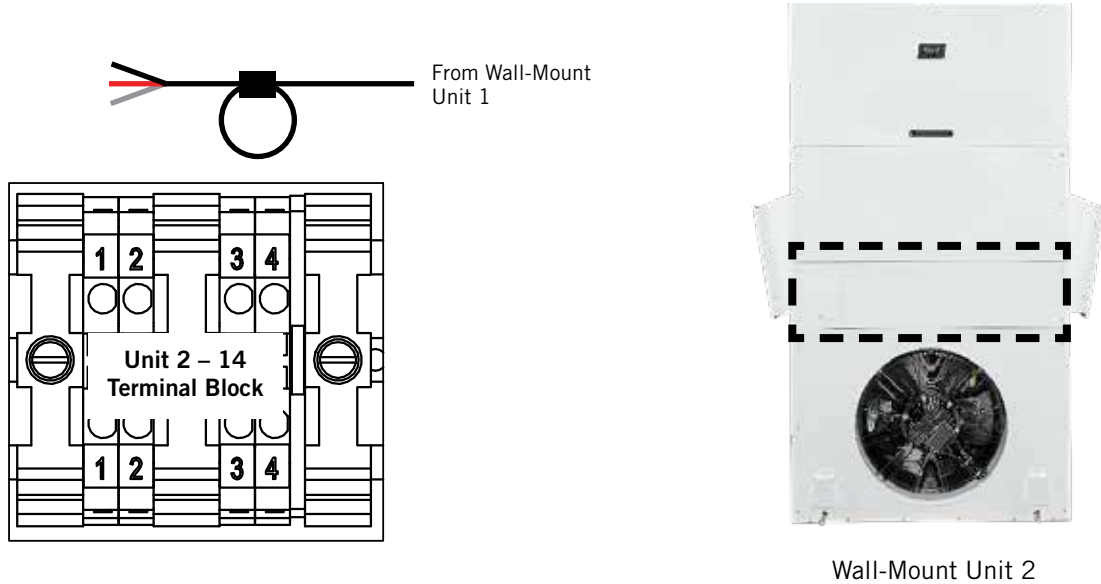 From Wall-Mount
Unit 1
1 2 3 4
Unit 2 – 14
Terminal Block
1 2 3 4
Wall-Mount Unit 2